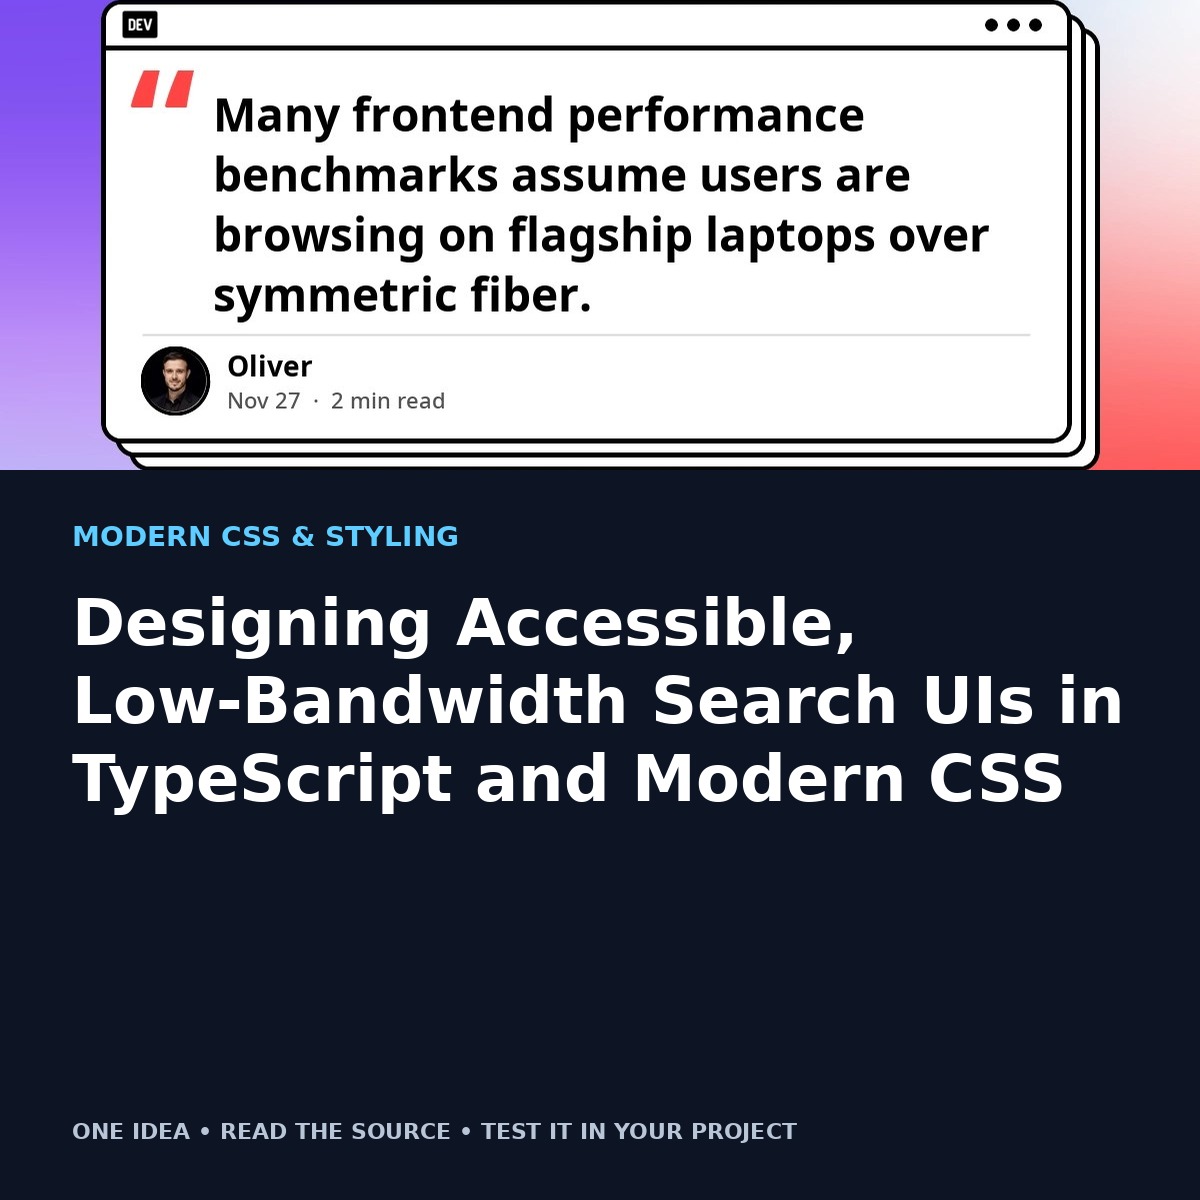 DEV
“
Many frontend performance
benchmarks assume users are
browsing on flagship laptops over
symmetric fiber.
Oliver
Nov 27 · 2 min read
MODERN CSS & STYLING
Designing Accessible,
Low-Bandwidth Search UIs in
TypeScript and Modern CSS
ONE IDEA • READ THE SOURCE • TEST IT IN YOUR PROJECT